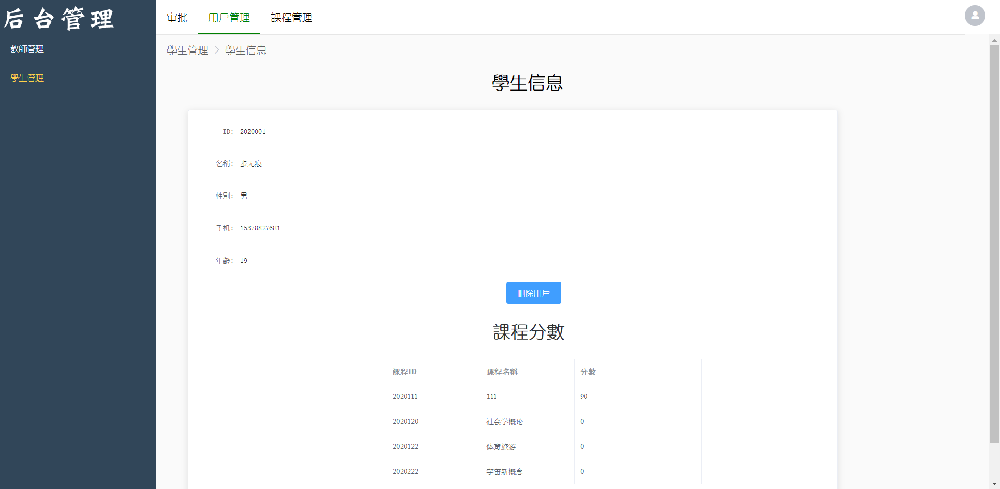 后台管理
審批 用戶管理 課程管理
教師管理
學生管理
學生管理 > 學生信息
學生信息
ID: 2020001
名稱: 步无痕
性別: 男
手机: 15378827681
年齡: 19
刪除用戶
課程分數
課程ID 课程名稱 分數
2020111 111 90
2020120 社会学概论 0
2020122 体育旅游 0
2020222 宇宙新概念 0